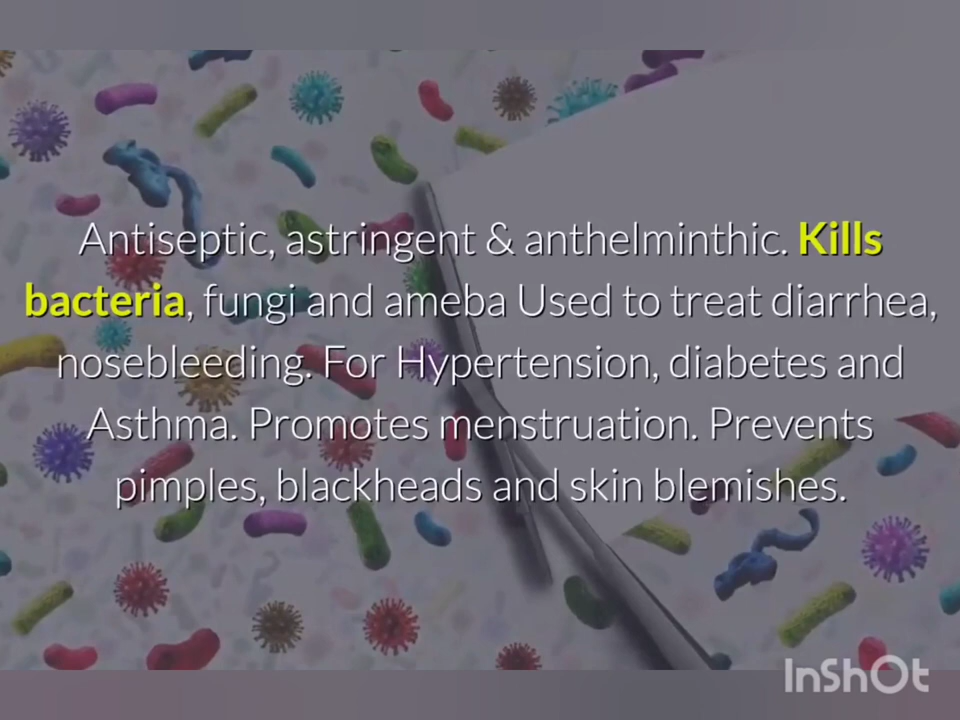 Antiseptic, astringent & anthelminthic. Kills
bacteria, fungi and ameba Used to treat diarrhea,
nosebleeding. For Hypertension, diabetes and
Asthma. Promotes menstruation. Prevents
pimples, blackheads and skin blemishes.
InShOt